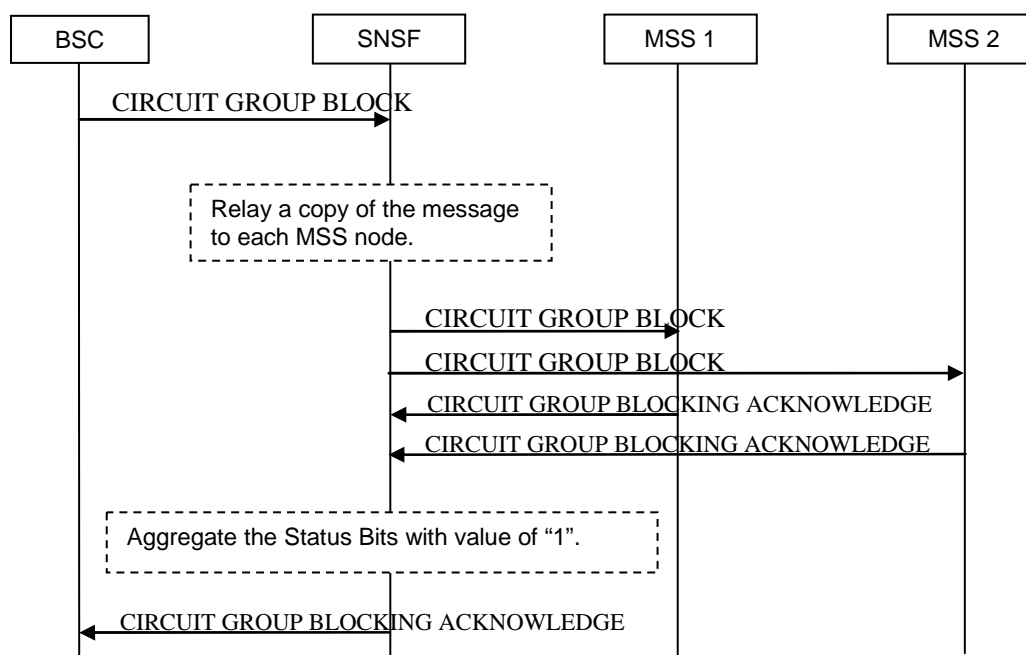 BSC
SNSF
MSS 1
MSS 2
CIRCUIT GROUP BLOCK
Relay a copy of the message
to each MSS node.
CIRCUIT GROUP BLOCK
CIRCUIT GROUP BLOCK
CIRCUIT GROUP BLOCKING ACKNOWLEDGE
CIRCUIT GROUP BLOCKING ACKNOWLEDGE
Aggregate the Status Bits with value of “1”.
CIRCUIT GROUP BLOCKING ACKNOWLEDGE